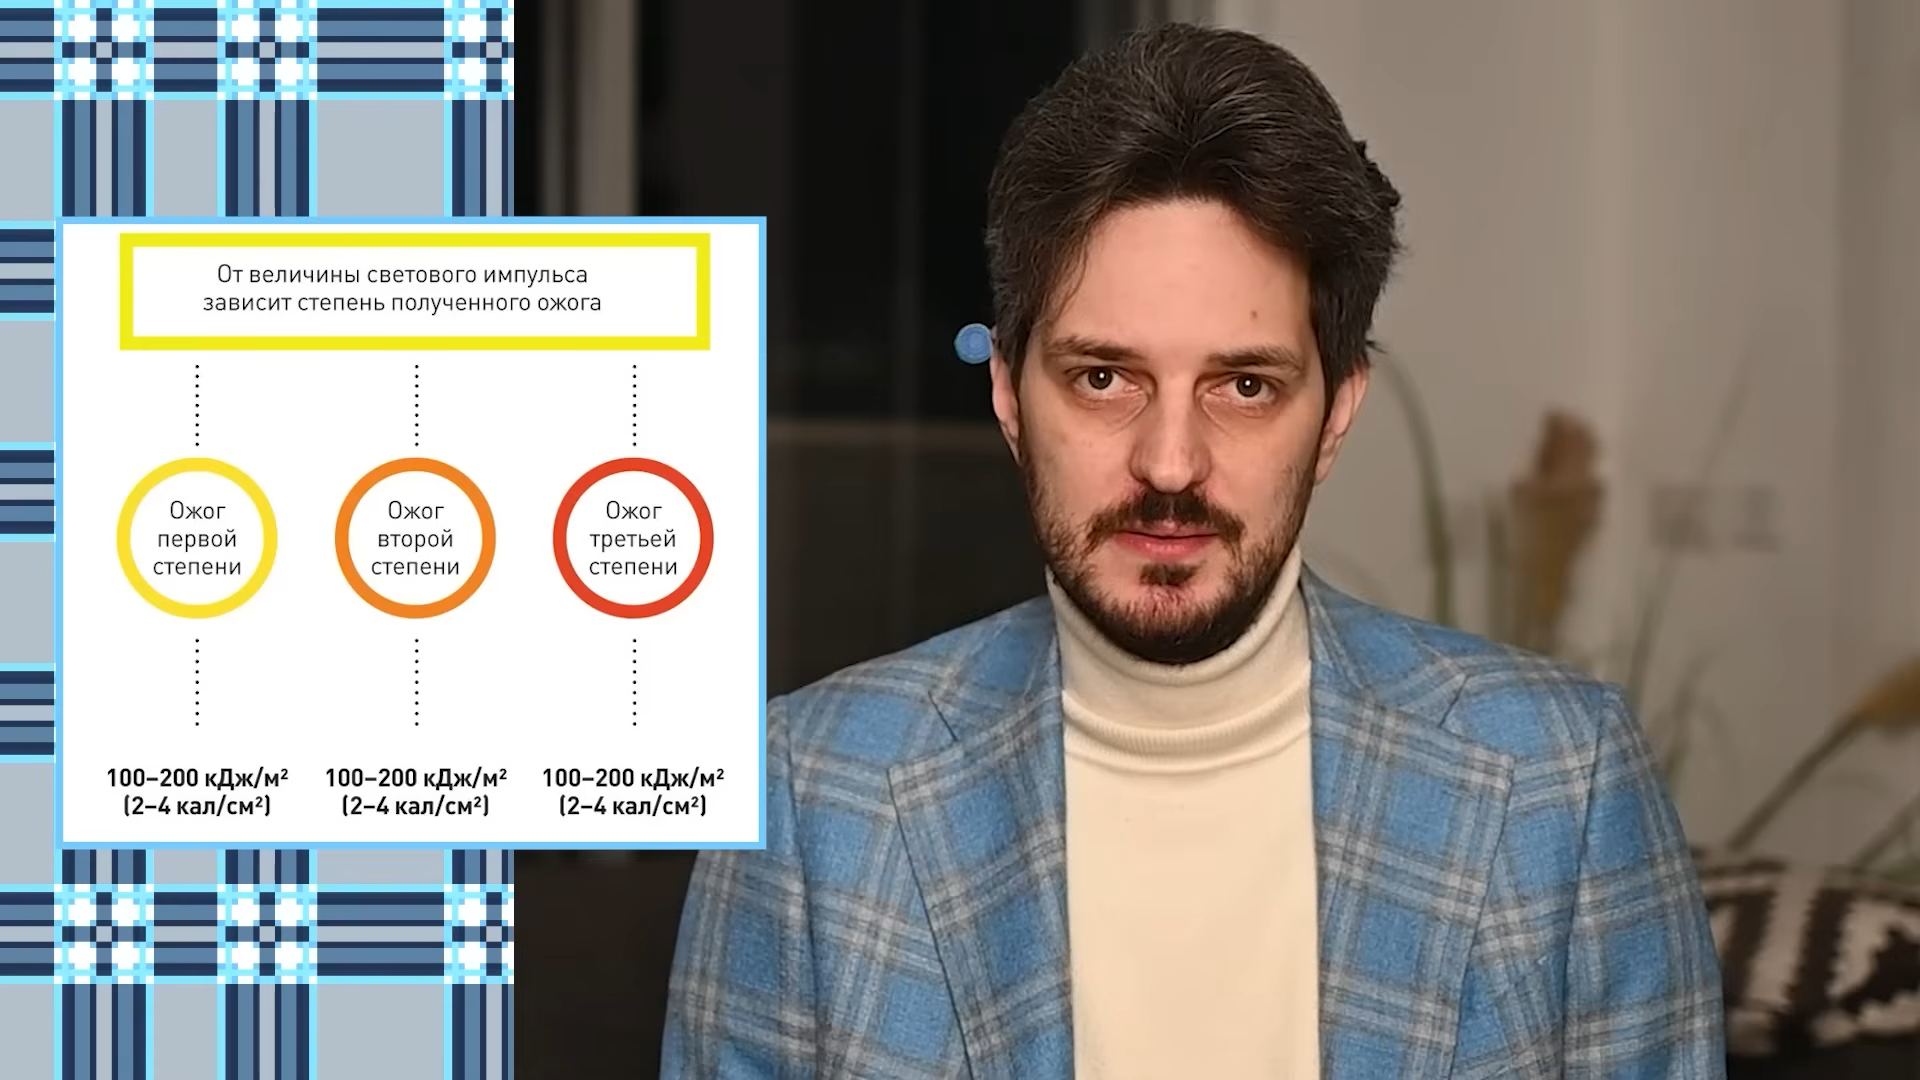 От величины светового импульса
зависит степень полученного ожога
Ожог
первой
степени
Ожог
второй
степени
Ожог
третьей
степени
100–200 кДж/м²
(2–4 кал/см²)
100–200 кДж/м²
(2–4 кал/см²)
100–200 кДж/м²
(2–4 кал/см²)